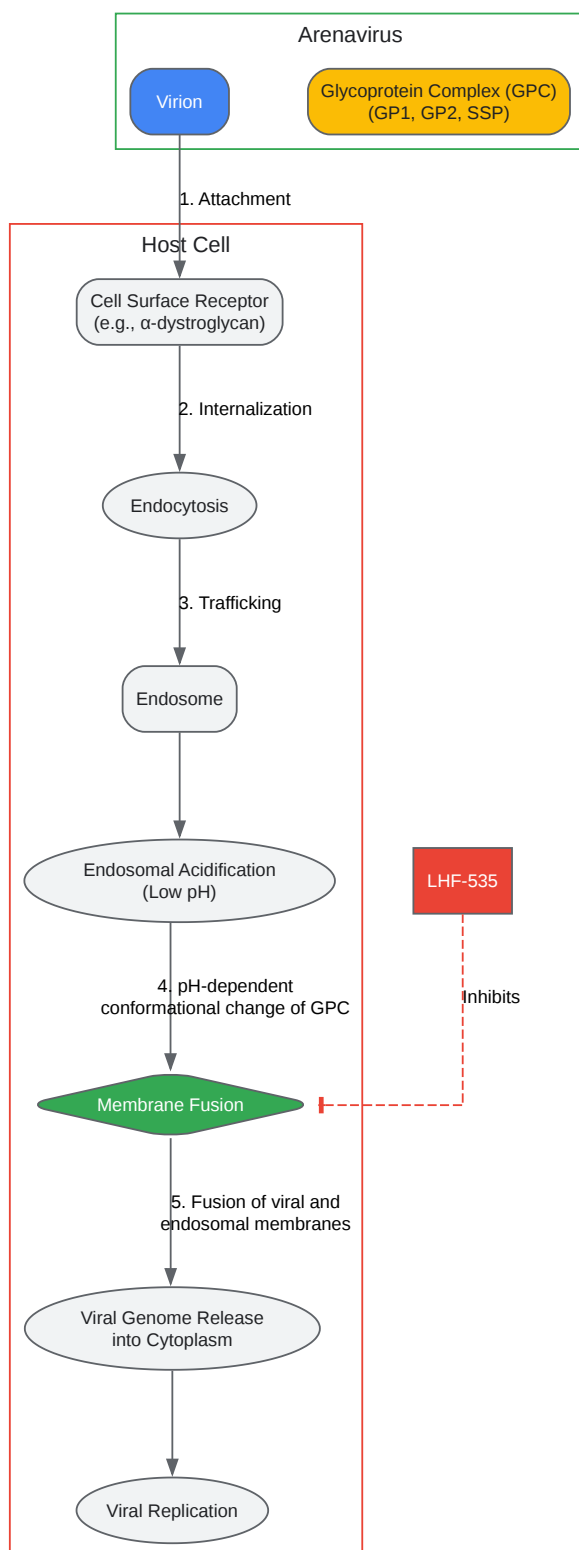 Arenavirus
Virion
Glycoprotein Complex (GPC)
(GP1, GP2, SSP)
1. Attachment
Host Cell
Cell Surface Receptor
(e.g., α-dystroglycan)
2. Internalization
Endocytosis
3. Trafficking
Endosome
Endosomal Acidification
(Low pH)
LHF-535
4. pH-dependent
conformational change of GPC
Inhibits
Membrane Fusion
5. Fusion of viral and
endosomal membranes
Viral Genome Release
into Cytoplasm
Viral Replication